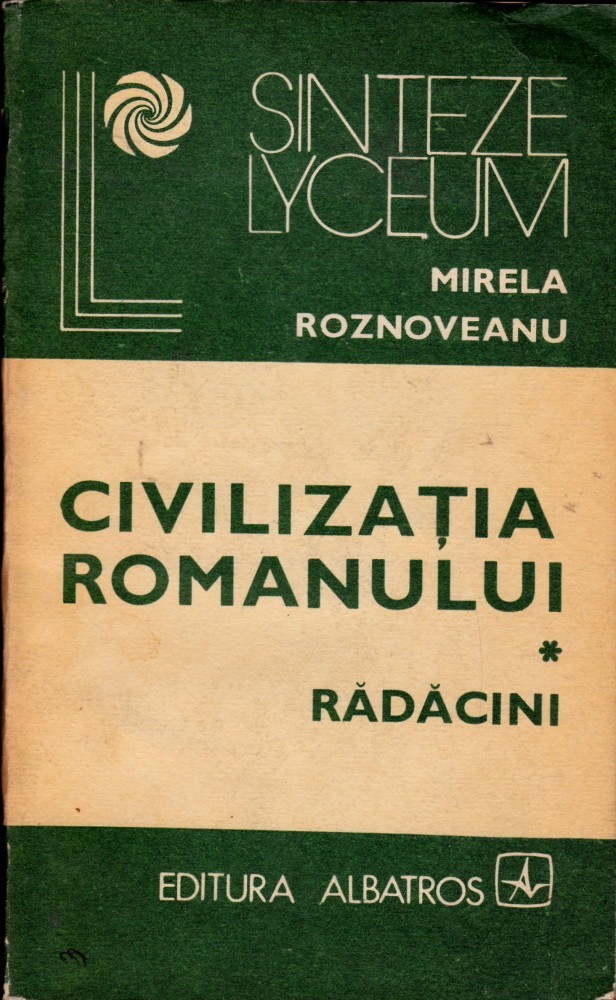 SINTEZE
LYCEUM
MIRELA
ROZNOVEANU
CIVILIZAȚIA
ROMANULUI
*
RĂDĂCINI
EDITURA ALBATROS